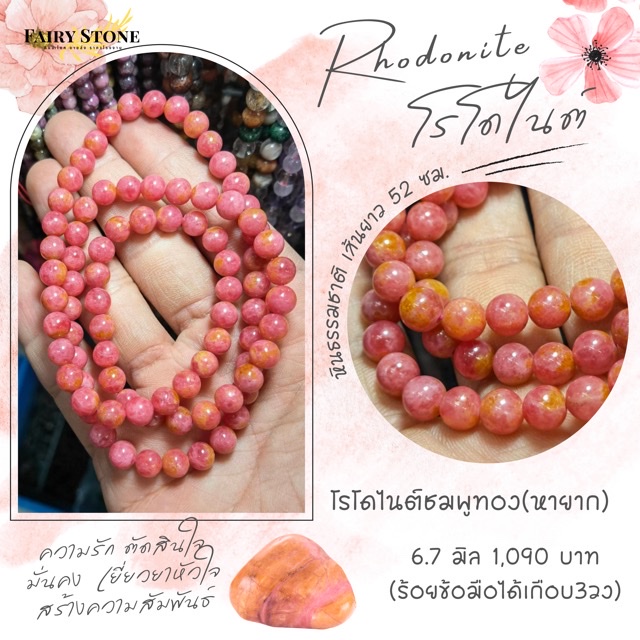 FAIRY STONE
Rhodonite
โรโดไนต์
หินธรรมชาติ เส้นยาว 52 ซม.
โรโดไนต์ชมพูทอง(หายาก)
6.7 มิล 1,090 บาท
(ร้อยข้อมือได้เกือบ3วง)
ความรัก ตัดสินใจ
มั่นคง เยียวยาหัวใจ
สร้างความสัมพันธ์